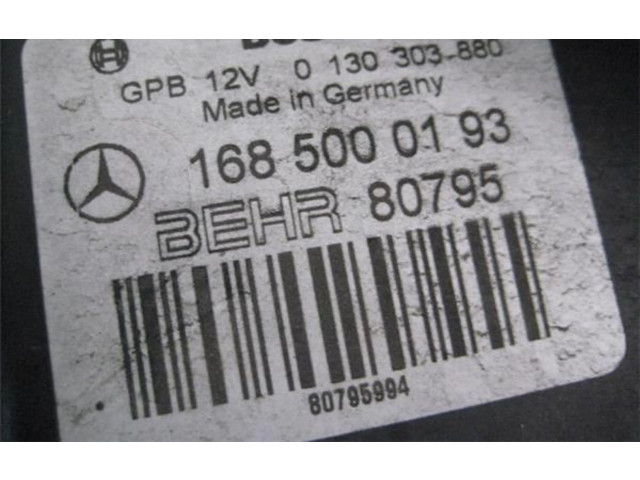 GPB 12V 0 130 303-880
Made in Germany
168 500 01 93
BEHR 80795
80795994